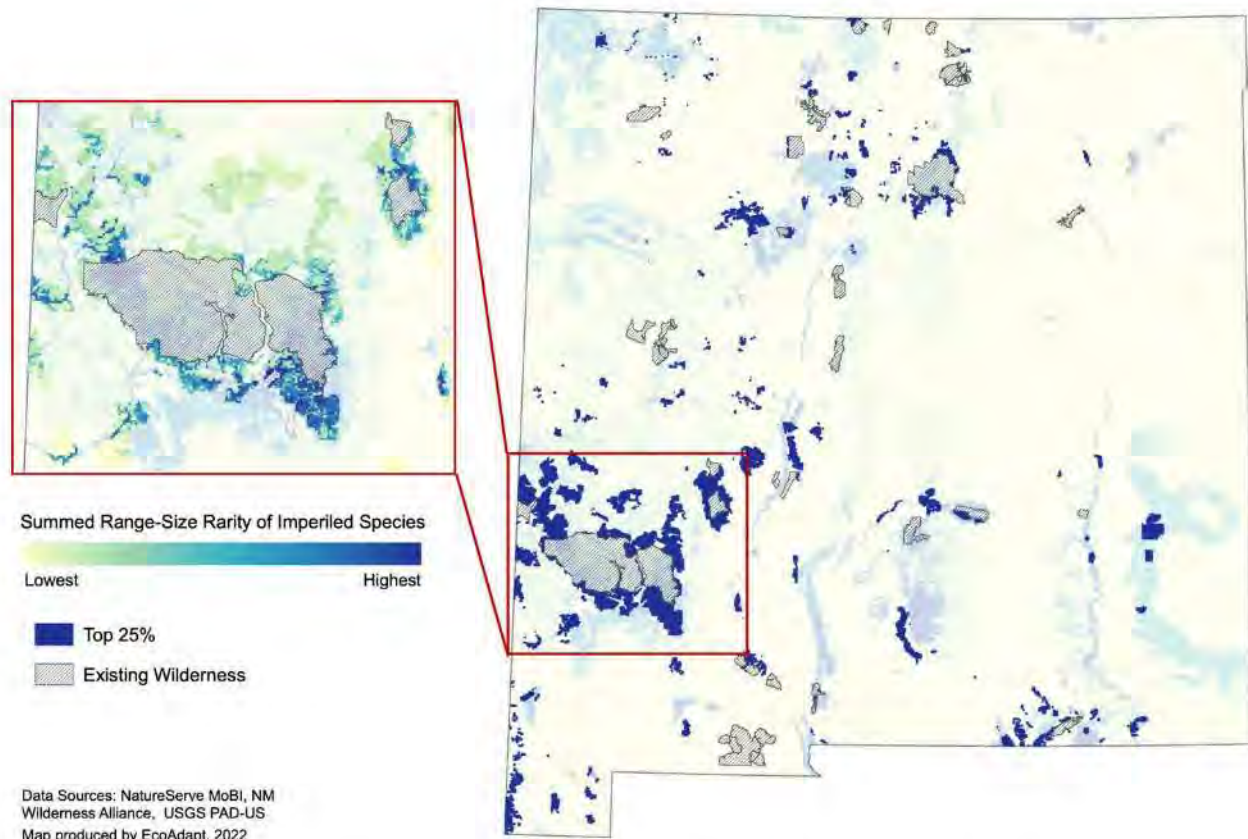 Summed Range-Size Rarity of Imperiled Species
Lowest Highest
Top 25%
Existing Wilderness
Data Sources: NatureServe MoBI, NM
Wilderness Alliance, USGS PAD-US
Map produced by EcoAdapt, 2022